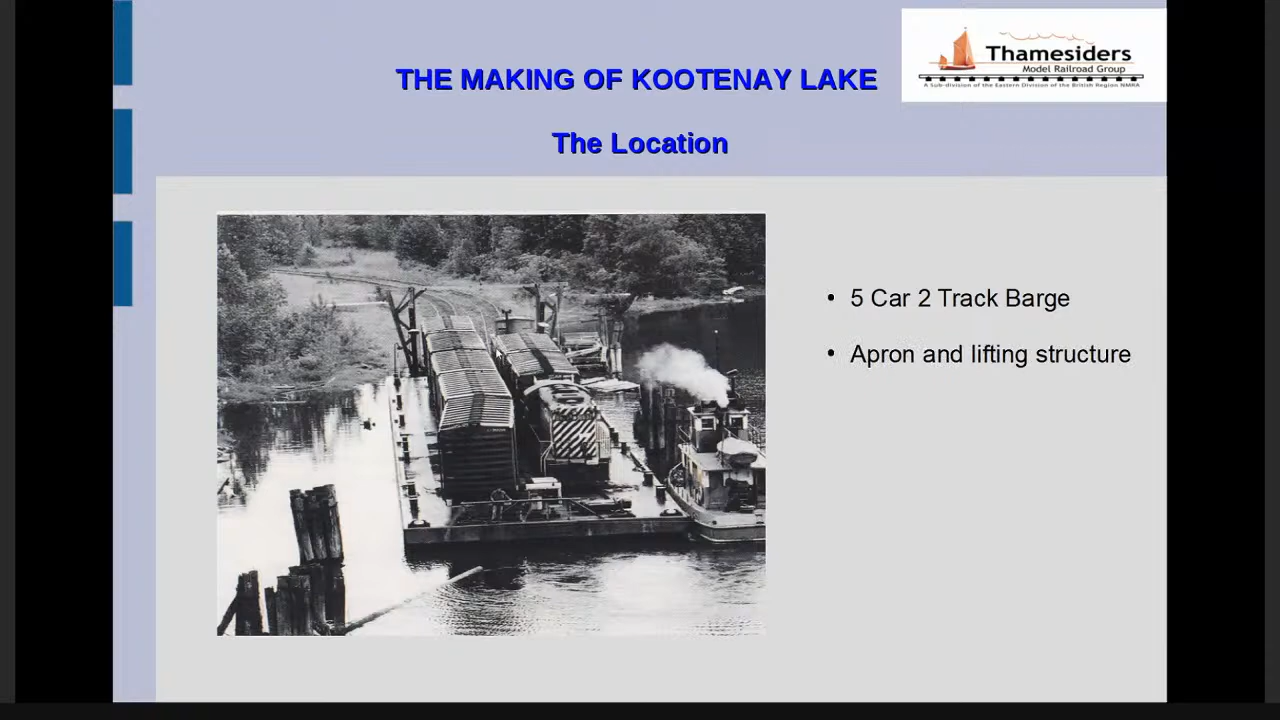 Thamesiders
Model Railroad Group
A Sub-division of the Eastern Division of the British Region NMRA
THE MAKING OF KOOTENAY LAKE
The Location
• 5 Car 2 Track Barge
• Apron and lifting structure